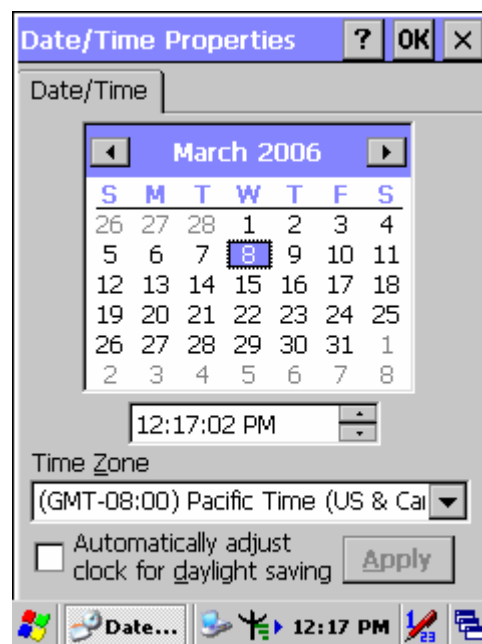 Date/Time Properties ? OK ×
Date/Time
March 2006
S M T W T F S
26 27 28 1 2 3 4
5 6 7 8 9 10 11
12 13 14 15 16 17 18
19 20 21 22 23 24 25
26 27 28 29 30 31 1
2 3 4 5 6 7 8
12:17:02 PM
Time Zone
(GMT-08:00) Pacific Time (US & Ca
Automatically adjust
clock for daylight saving
Apply
Date... 12:17 PM
23